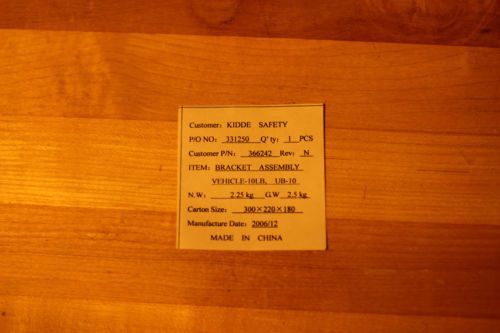 Customer: KIDDE SAFETY
P/O NO: 331250 Q'ty: 1 PCS
Customer P/N: 366242 Rev: N
ITEM: BRACKET ASSEMBLY
VEHICLE-10LB, UB-10
N.W: 2.25 kg G.W 2.5 kg
Carton Size: 300×220×180
Manufacture Date: 2006/12
MADE IN CHINA